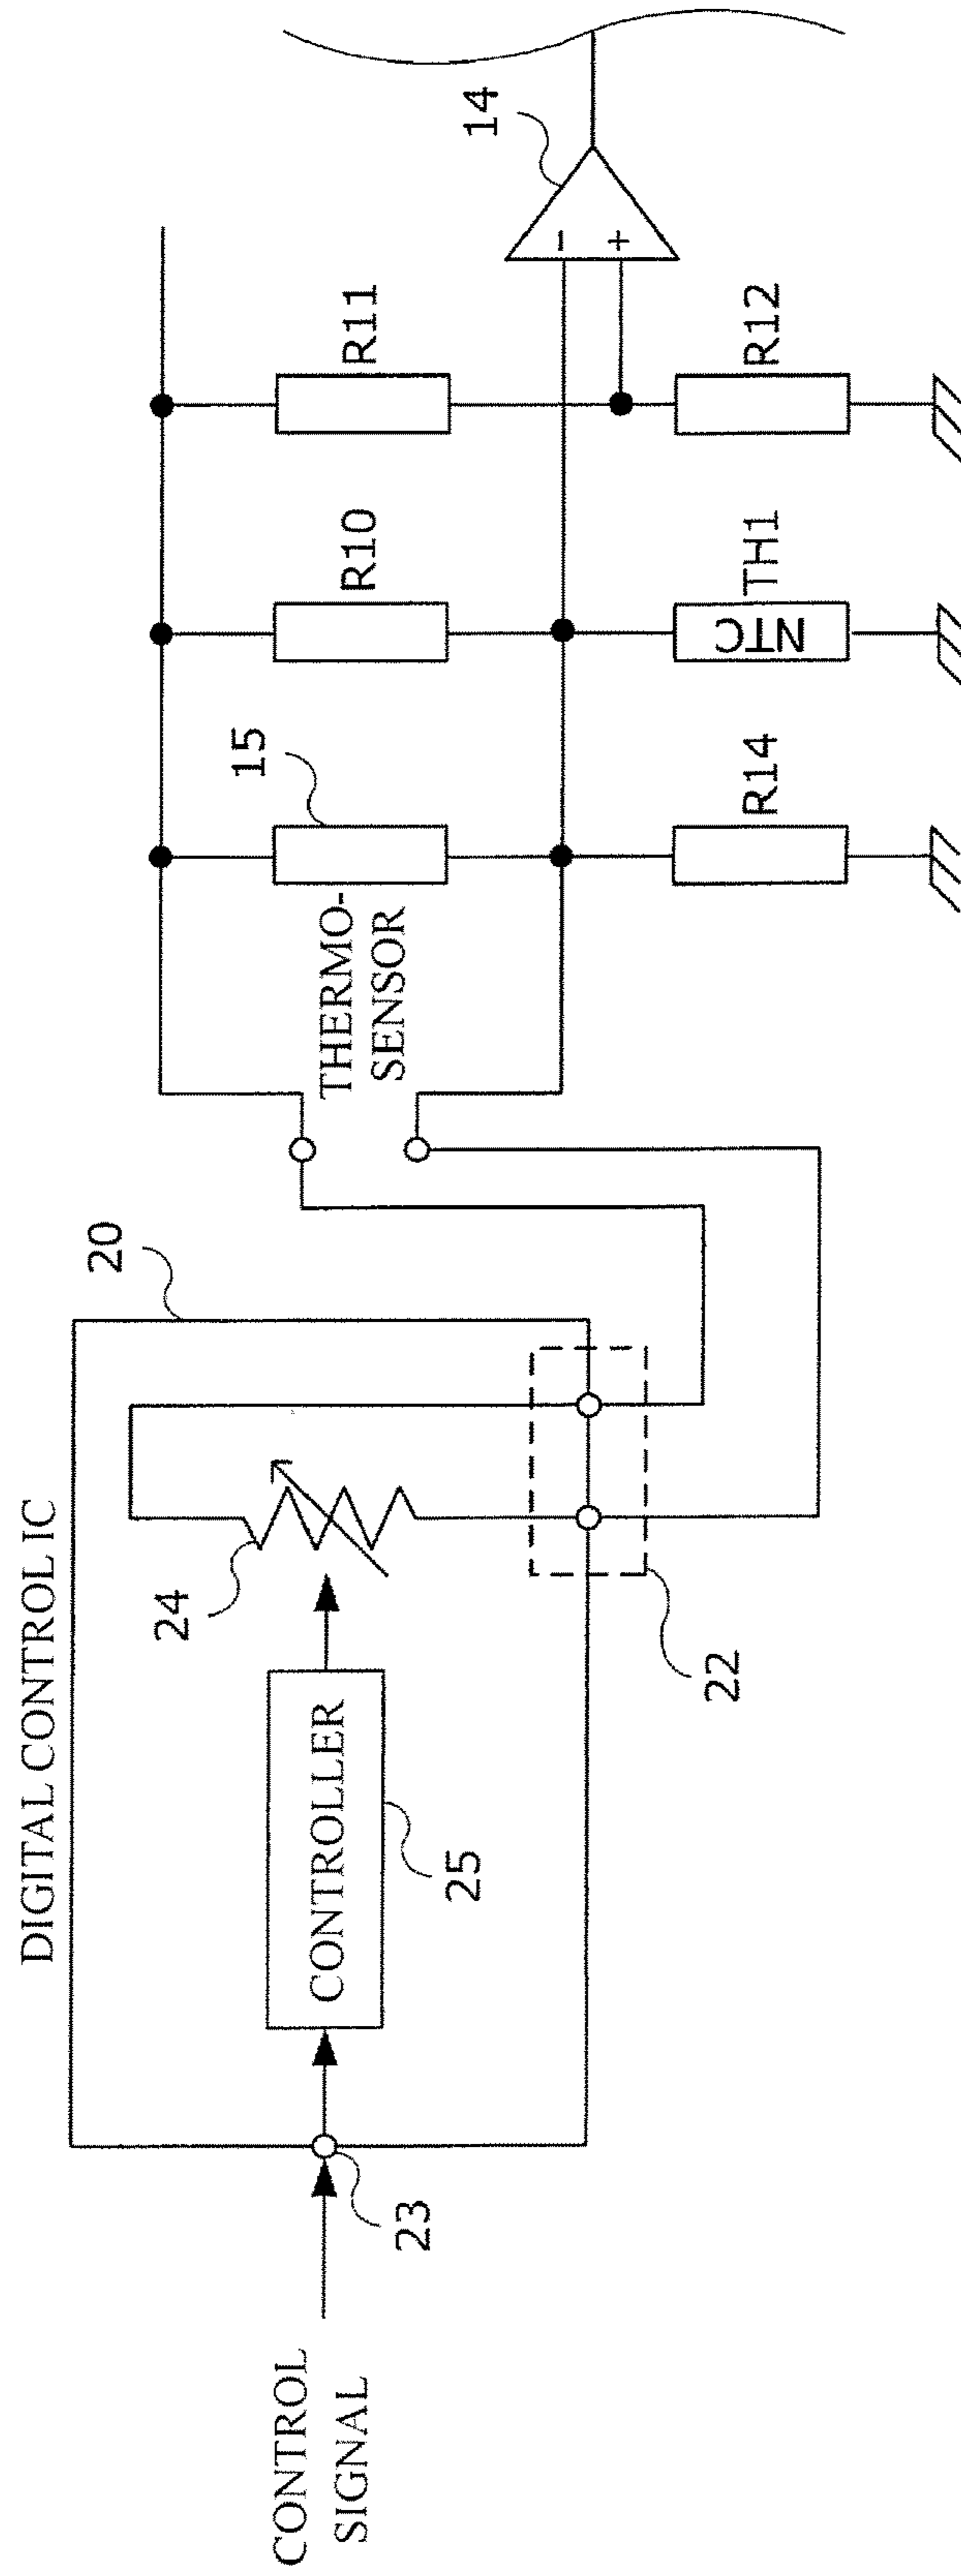 DIGITAL CONTROL IC
20
CONTROL
SIGNAL
23
CONTROLLER
25
24
22
THERMO-
SENSOR
15
R10
R11
14
-
+
R14
NTC
TH1
R12